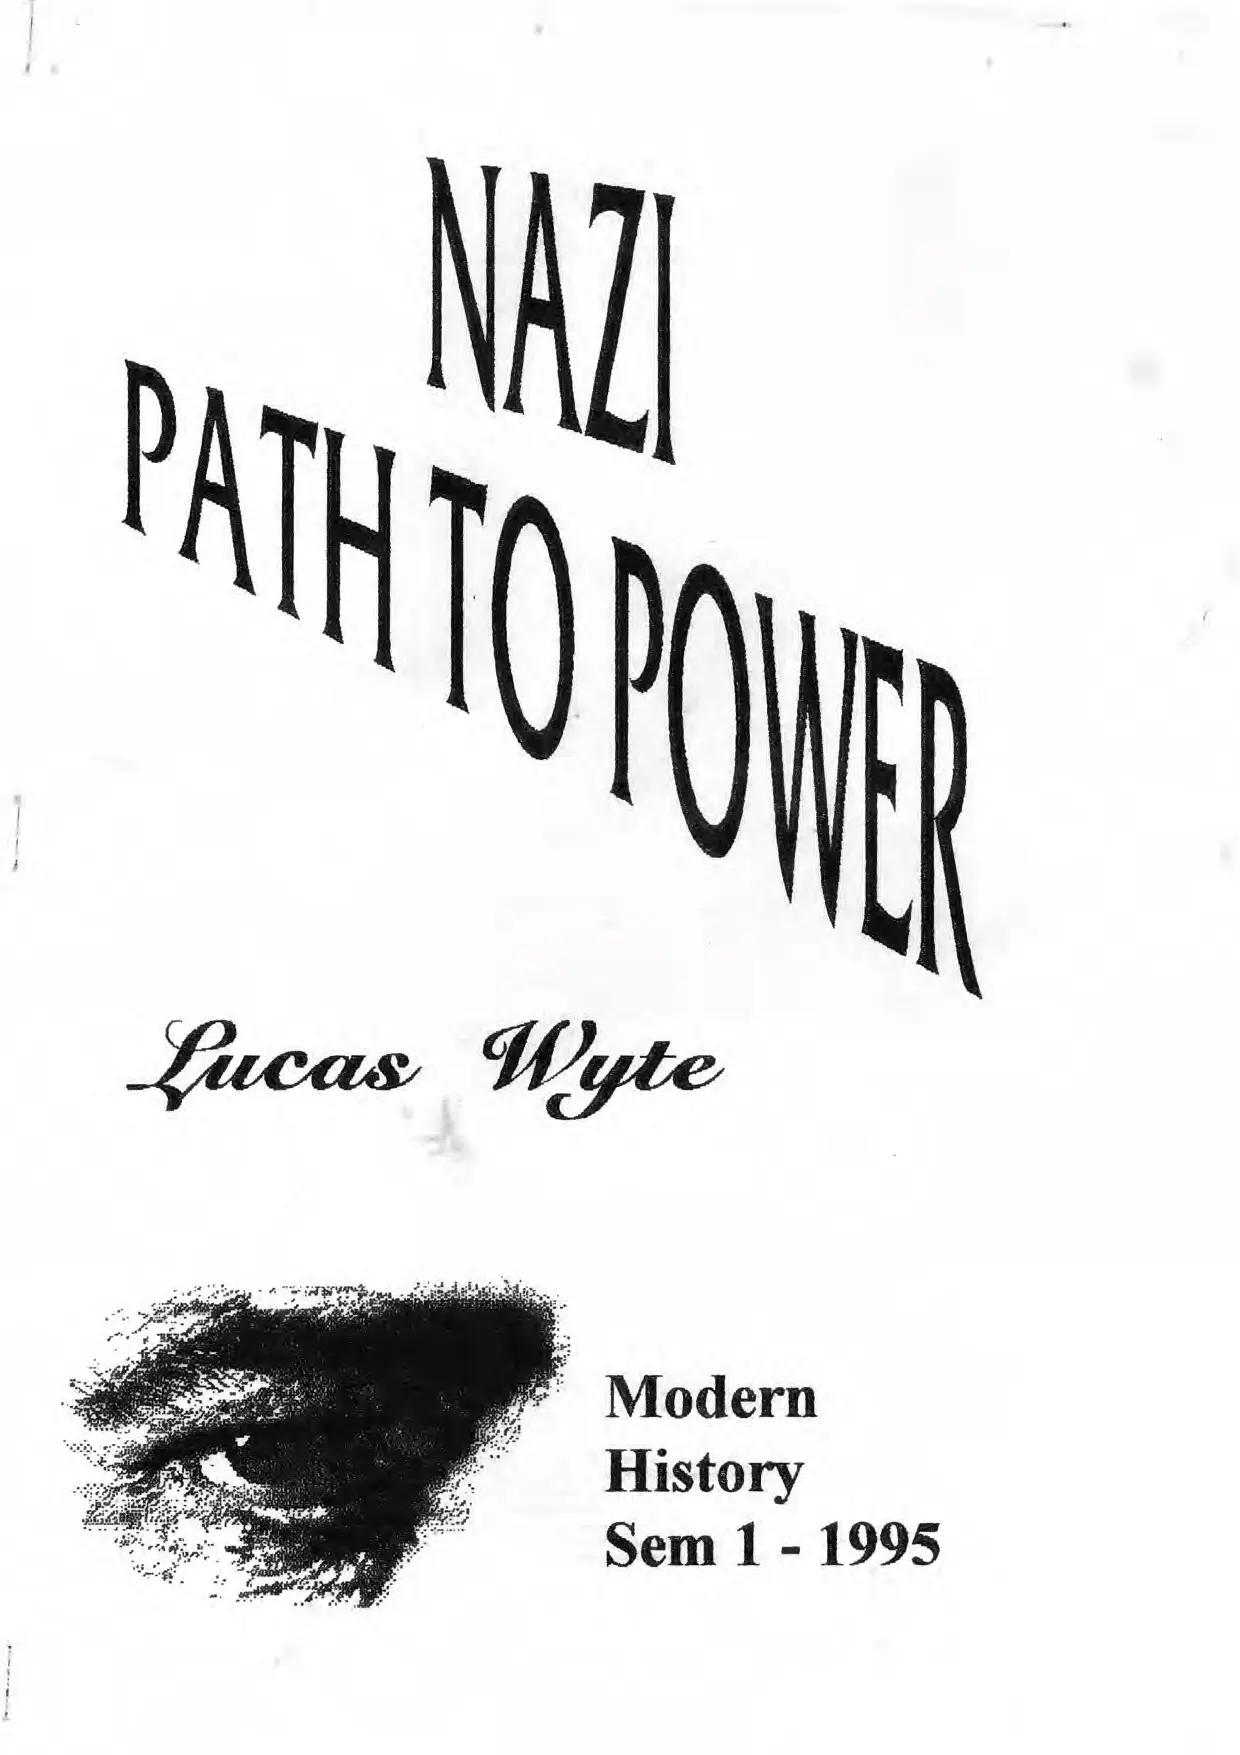 NAZI
PATH TO POWER
Lucas Wyte
Modern
History
Sem 1 - 1995